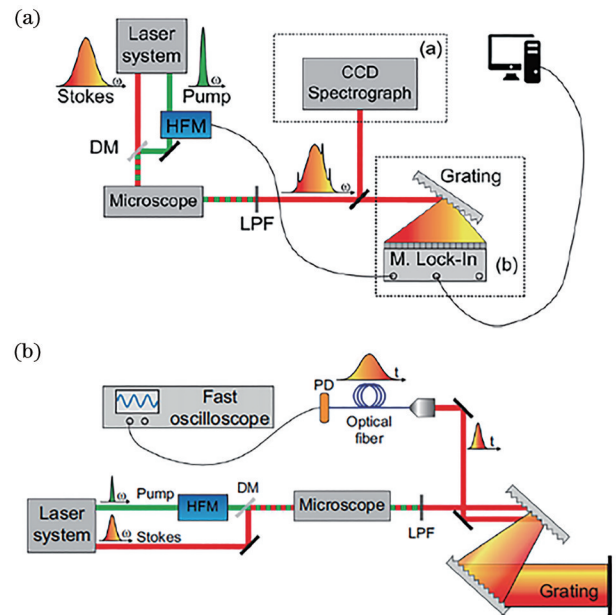 (a)
Laser
system
Stokes
ω
ω
Pump
DM
HFM
Microscope
LPF
ω
CCD
Spectrograph
(a)
Grating
M. Lock-In
(b)
(b)
Fast
oscilloscope
PD
t
Optical
fiber
t
Laser
system
ω
Pump
ω
Stokes
HFM
DM
Microscope
LPF
Grating